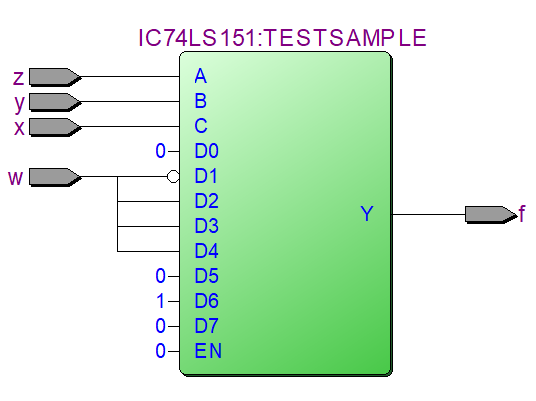 IC74LS151:TESTSAMPLE
z A
y B
x C
0 D0
w D1
D2
D3
Y f
D4
0 D5
1 D6
0 D7
0 EN